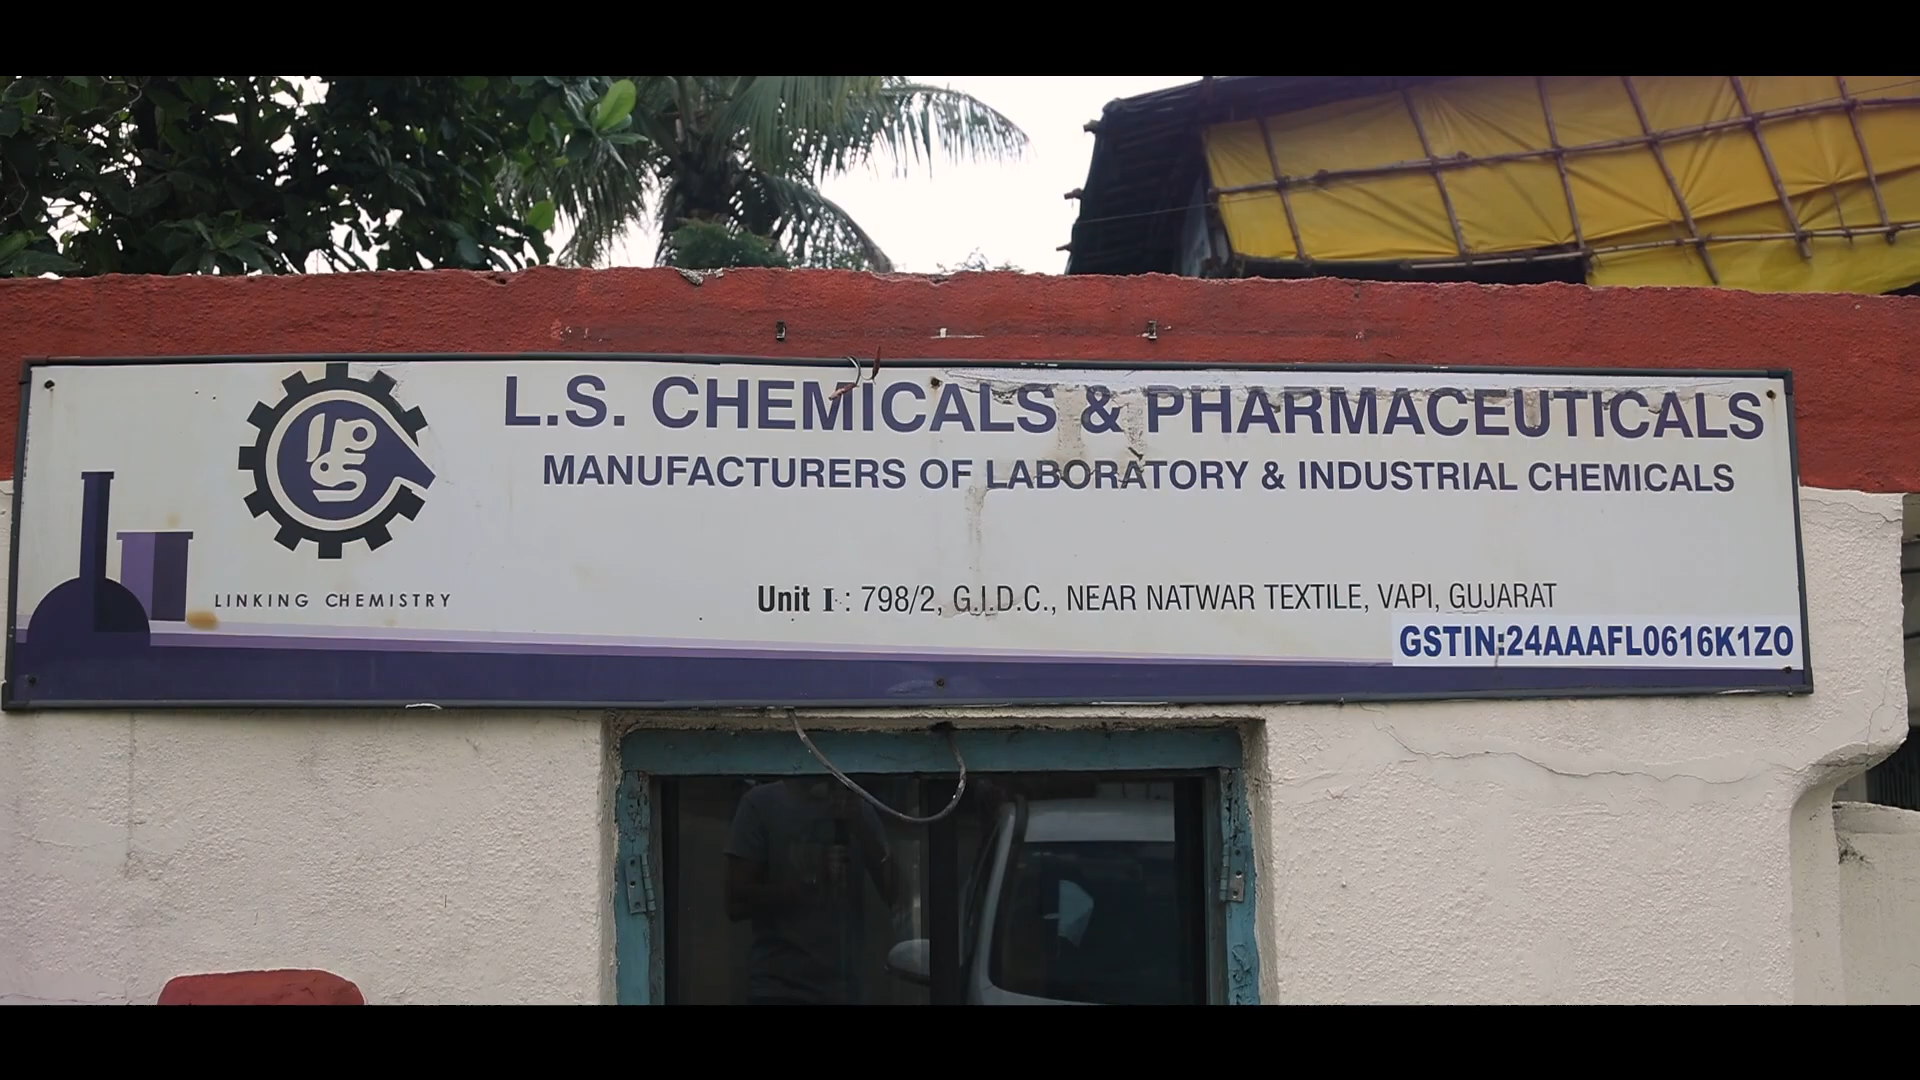 L.S. CHEMICALS & PHARMACEUTICALS
MANUFACTURERS OF LABORATORY & INDUSTRIAL CHEMICALS
LINKING CHEMISTRY
Unit I : 798/2, G.I.D.C., NEAR NATWAR TEXTILE, VAPI, GUJARAT
GSTIN:24AAAFL0616K1ZO